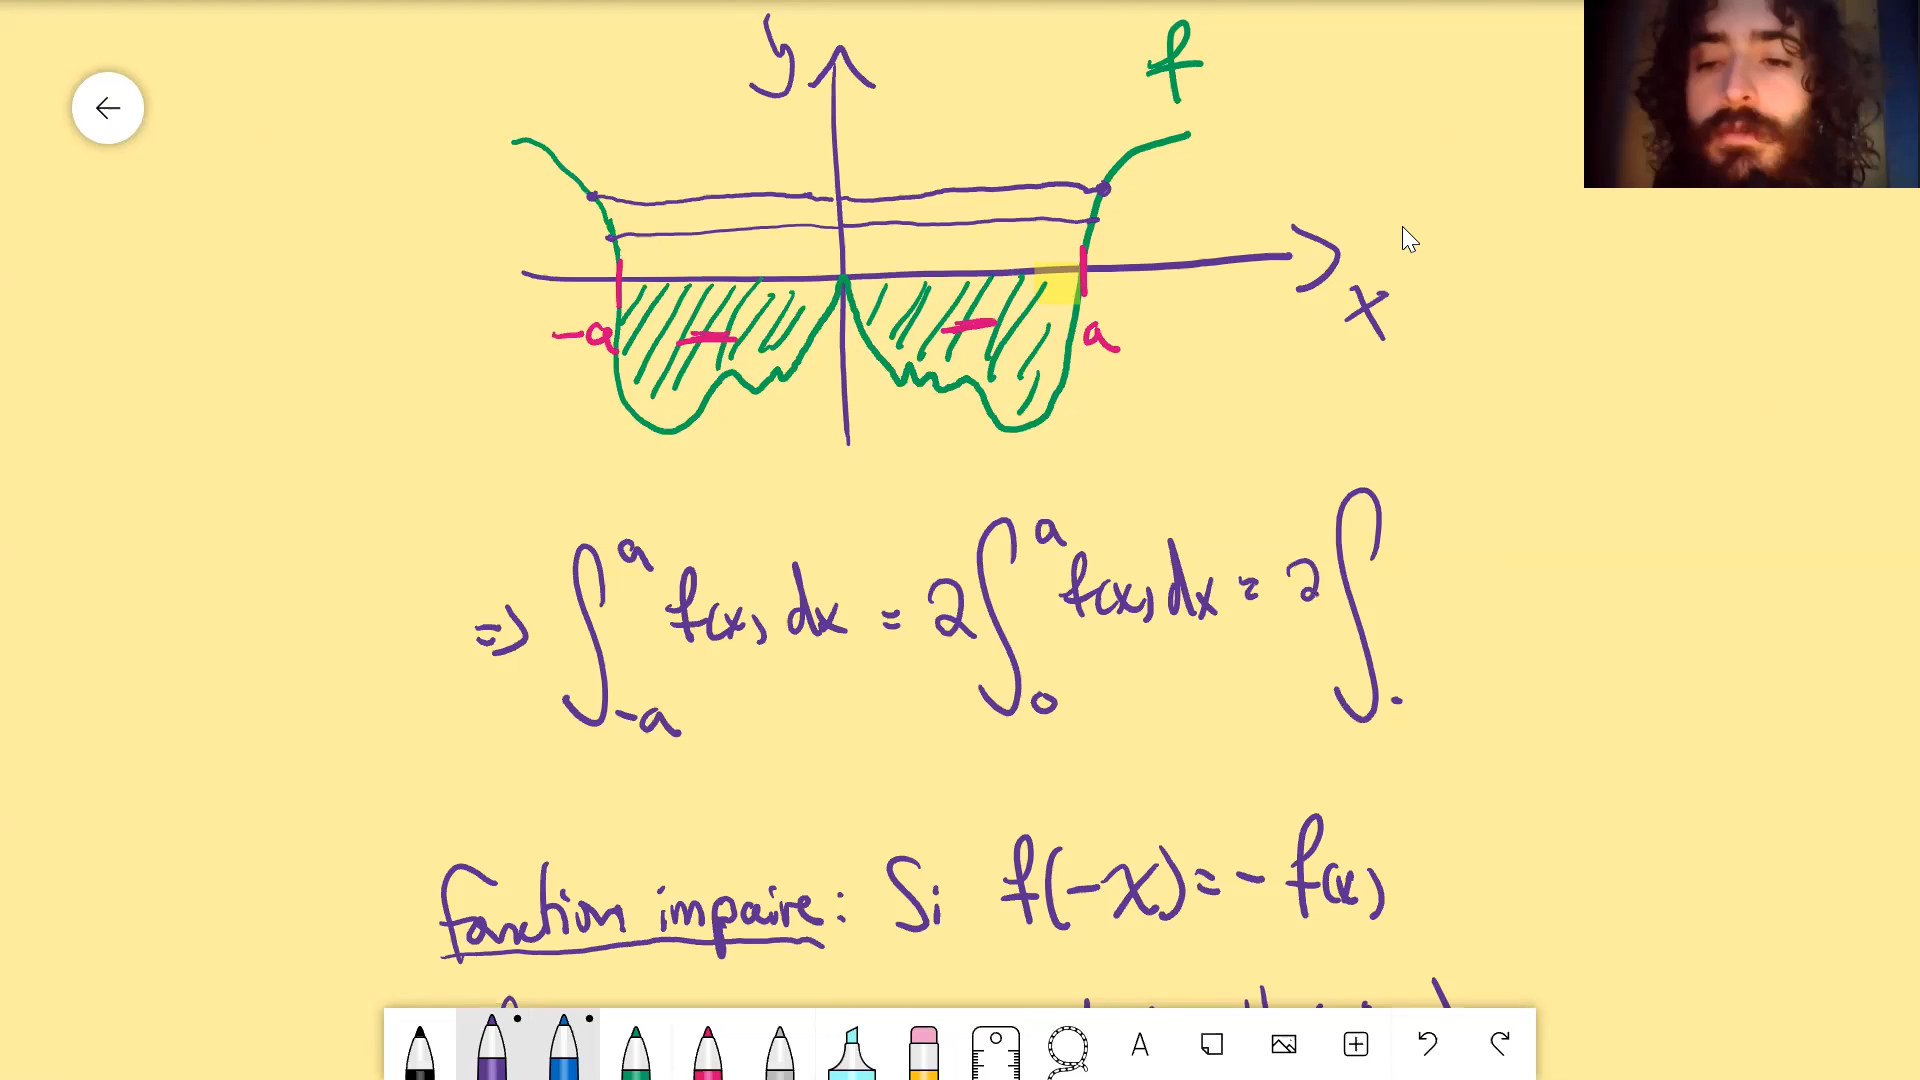 y
f
x
-a a
=> ∫_{-a}^{a} f(x) dx = 2 ∫_{0}^{a} f(x) dx = 2 ∫
fonction impaire : Si f(-x) = -f(x)
A